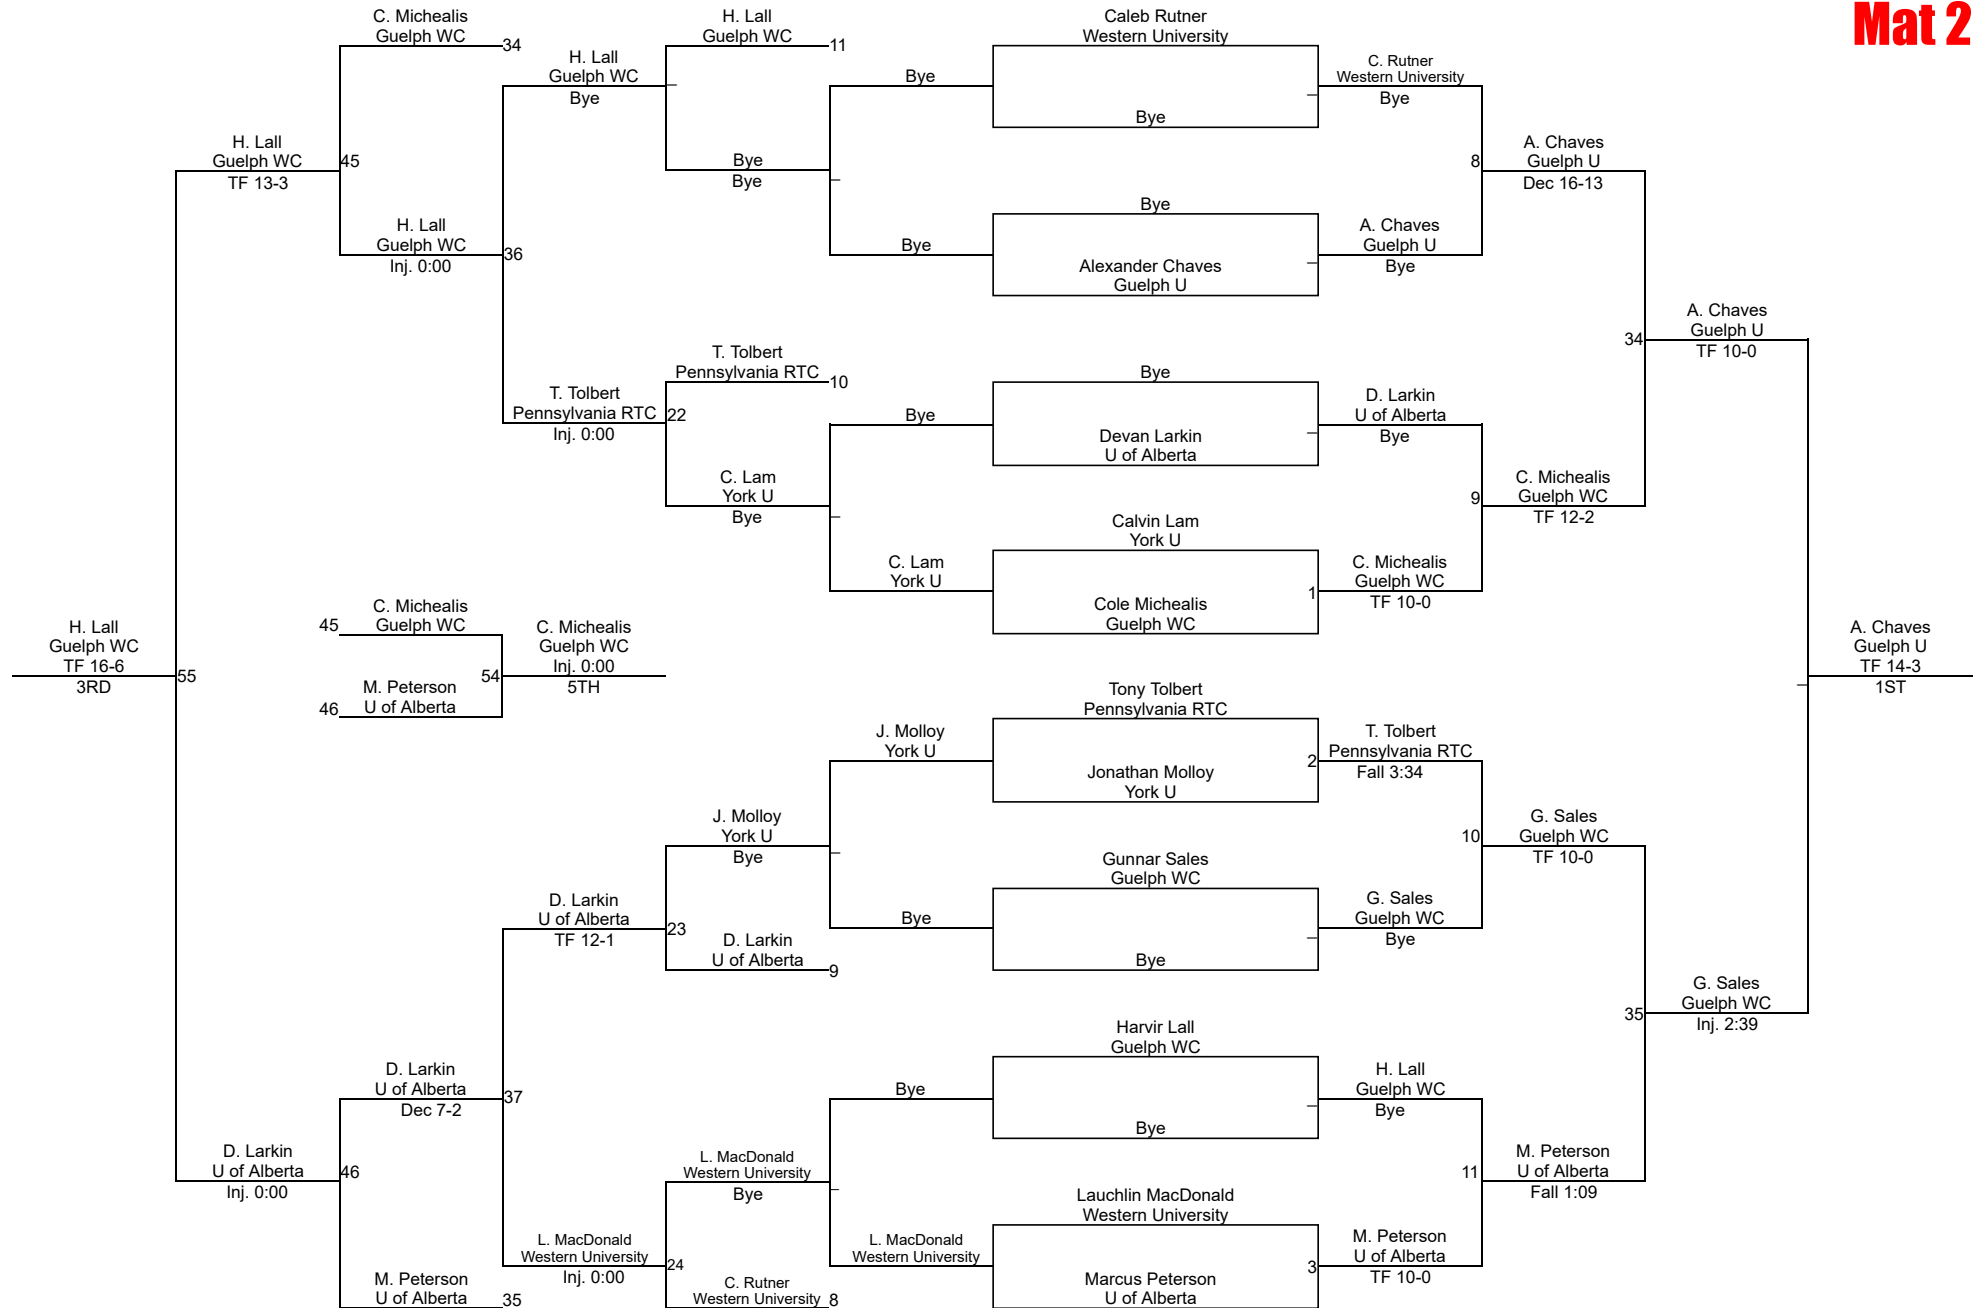 Mat 2
C. Michealis
Guelph WC
34
H. Lall
Guelph WC
11
Caleb Rutner
Western University
H. Lall
Guelph WC
Bye
Bye
C. Rutner
Western University
Bye
Bye
H. Lall
Guelph WC
TF 13-3
45
Bye
Bye
8
A. Chaves
Guelph U
Dec 16-13
H. Lall
Guelph WC
Inj. 0:00
36
Bye
Bye
Alexander Chaves
Guelph U
A. Chaves
Guelph U
Bye
34
A. Chaves
Guelph U
TF 10-0
T. Tolbert
Pennsylvania RTC
10
Bye
T. Tolbert
Pennsylvania RTC
Inj. 0:00
22
Bye
Devan Larkin
U of Alberta
D. Larkin
U of Alberta
Bye
C. Lam
York U
Bye
9
C. Michealis
Guelph WC
TF 12-2
C. Lam
York U
Calvin Lam
York U
Cole Michealis
Guelph WC
1
C. Michealis
Guelph WC
TF 10-0
H. Lall
Guelph WC
TF 16-6
3RD
55
45
C. Michealis
Guelph WC
46
M. Peterson
U of Alberta
54
C. Michealis
Guelph WC
Inj. 0:00
5TH
A. Chaves
Guelph U
TF 14-3
1ST
J. Molloy
York U
Tony Tolbert
Pennsylvania RTC
Jonathan Molloy
York U
2
T. Tolbert
Pennsylvania RTC
Fall 3:34
J. Molloy
York U
Bye
10
G. Sales
Guelph WC
TF 10-0
D. Larkin
U of Alberta
TF 12-1
23
Bye
Gunnar Sales
Guelph WC
Bye
G. Sales
Guelph WC
Bye
D. Larkin
U of Alberta
9
35
G. Sales
Guelph WC
Inj. 2:39
D. Larkin
U of Alberta
Dec 7-2
37
Bye
Harvir Lall
Guelph WC
Bye
H. Lall
Guelph WC
Bye
D. Larkin
U of Alberta
Inj. 0:00
46
L. MacDonald
Western University
Bye
11
M. Peterson
U of Alberta
Fall 1:09
L. MacDonald
Western University
Inj. 0:00
24
L. MacDonald
Western University
Lauchlin MacDonald
Western University
Marcus Peterson
U of Alberta
3
M. Peterson
U of Alberta
TF 10-0
M. Peterson
U of Alberta
35
C. Rutner
Western University
8